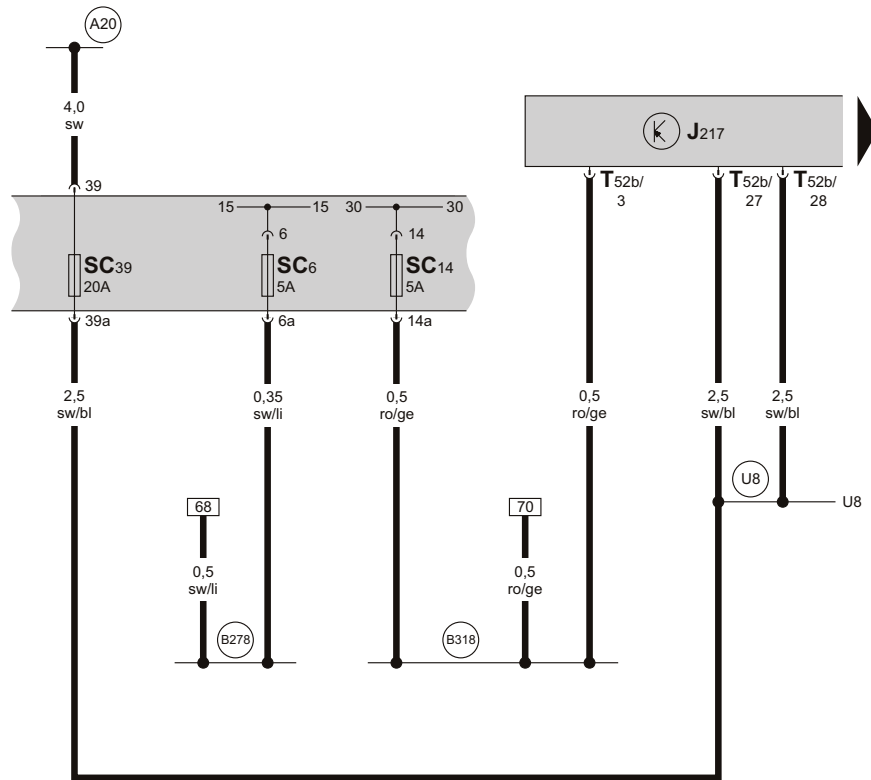 A20
4,0
sw
J217
39
T52b/
3
T52b/
27
T52b/
28
15 15
30 30
6
14
SC39
20A
SC6
5A
SC14
5A
39a
6a
14a
2,5
sw/bl
0,35
sw/li
0,5
ro/ge
0,5
ro/ge
2,5
sw/bl
2,5
sw/bl
U8
U8
68
70
0,5
sw/li
0,5
ro/ge
B278
B318